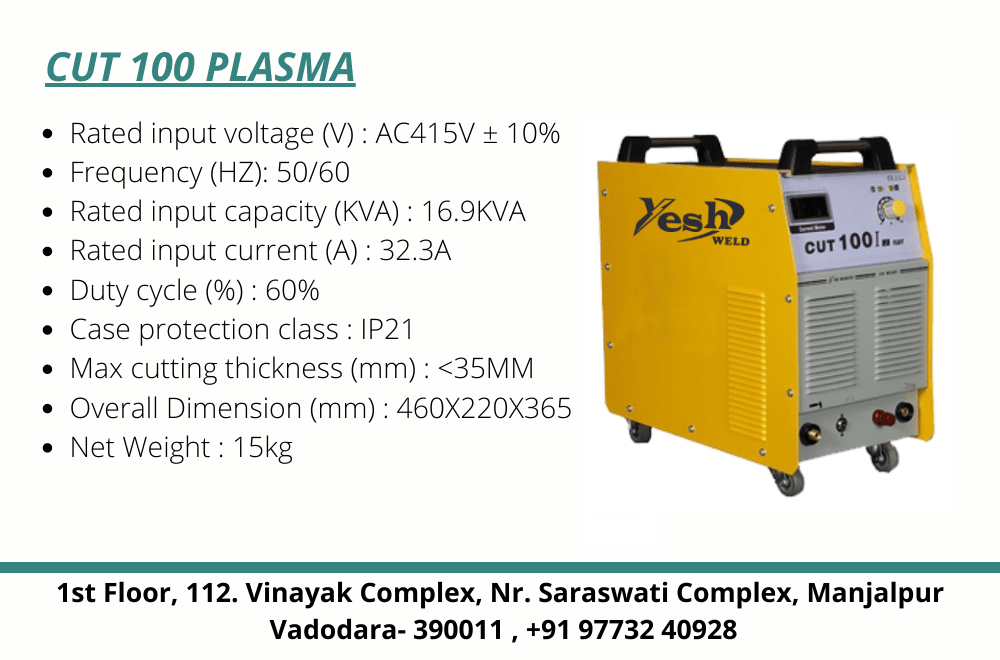 CUT 100 PLASMA
Rated input voltage (V) : AC415V ± 10%
Frequency (HZ): 50/60
Rated input capacity (KVA) : 16.9KVA
Rated input current (A) : 32.3A
Duty cycle (%) : 60%
Case protection class : IP21
Max cutting thickness (mm) : <35MM
Overall Dimension (mm) : 460X220X365
Net Weight : 15kg
Yesh
WELD
CUT 100I
1st Floor, 112. Vinayak Complex, Nr. Saraswati Complex, Manjalpur
Vadodara- 390011 , +91 97732 40928